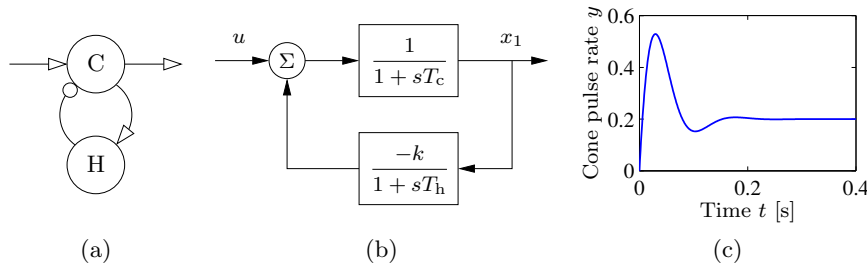 C
H
(a)
u
Σ
1
1 + sT_c
x_1
-k
1 + sT_h
(b)
Cone pulse rate y
0.6
0.4
0.2
0
0 0.2 0.4
Time t [s]
(c)